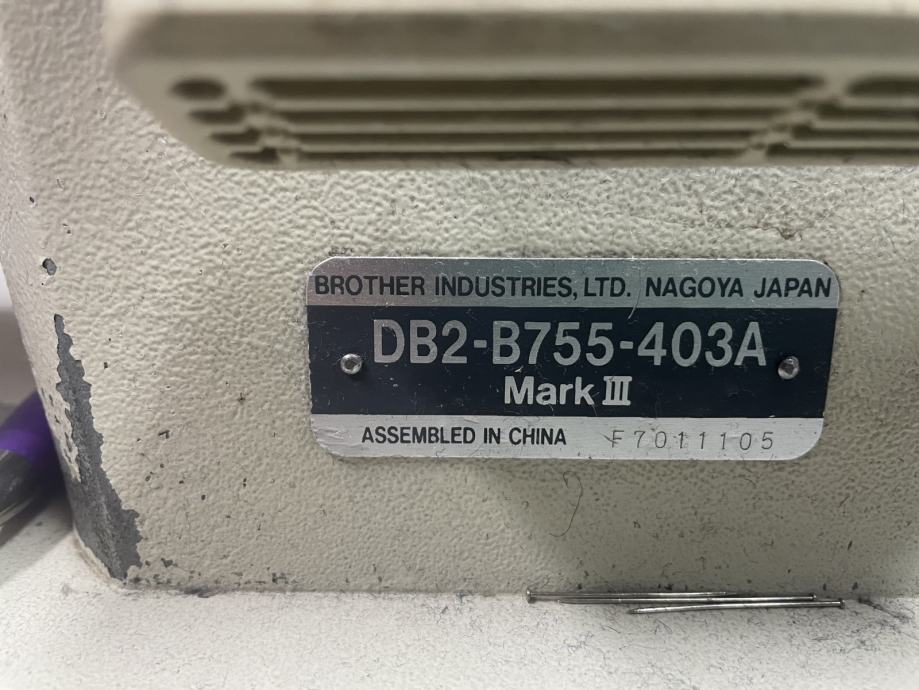 BROTHER INDUSTRIES, LTD. NAGOYA JAPAN
DB2-B755-403A
Mark III
ASSEMBLED IN CHINA F7011105